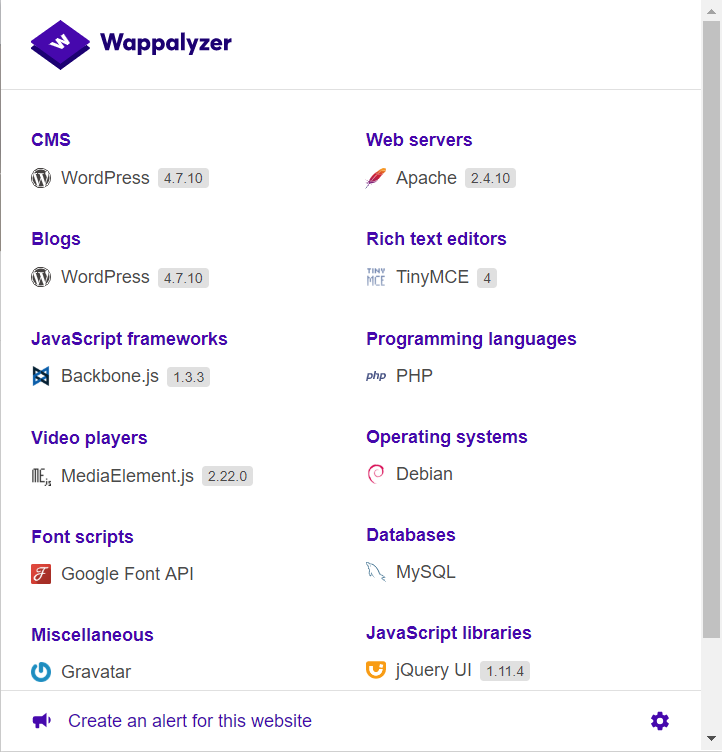 Wappalyzer
CMS
WordPress 4.7.10
Blogs
WordPress 4.7.10
JavaScript frameworks
Backbone.js 1.3.3
Video players
MediaElement.js 2.22.0
Font scripts
Google Font API
Miscellaneous
Gravatar
Web servers
Apache 2.4.10
Rich text editors
TINY
MCE
TinyMCE 4
Programming languages
php PHP
Operating systems
Debian
Databases
MySQL
JavaScript libraries
jQuery UI 1.11.4
Create an alert for this website